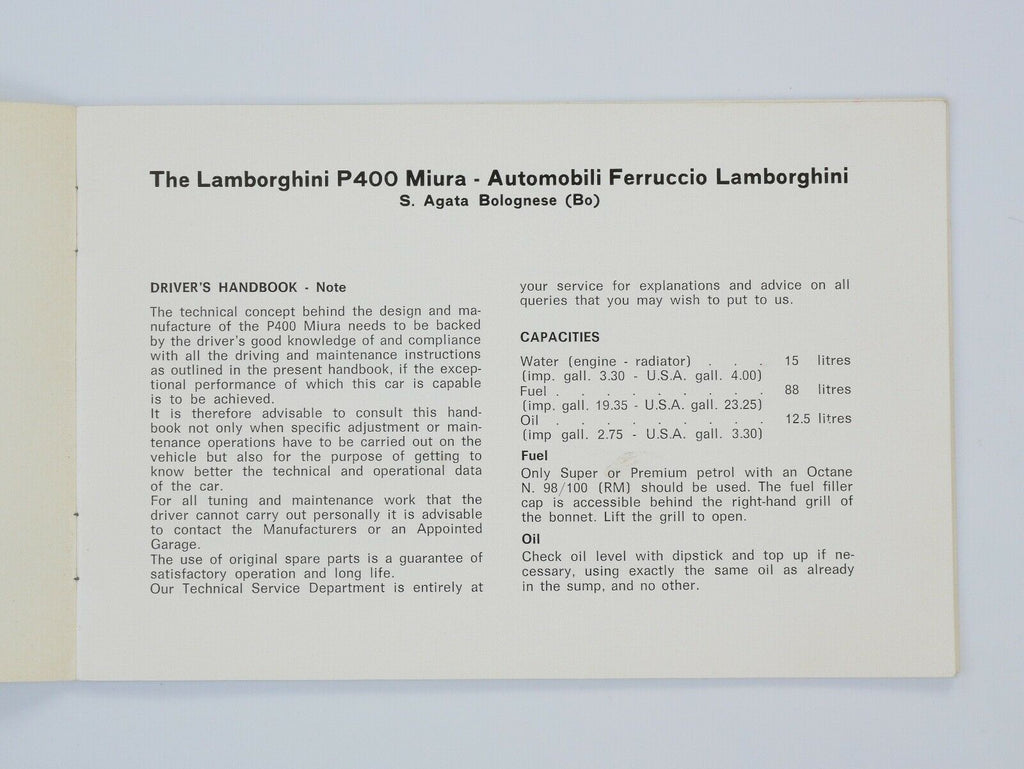 The Lamborghini P400 Miura - Automobili Ferruccio Lamborghini
S. Agata Bolognese (Bo)
DRIVER'S HANDBOOK - Note
The technical concept behind the design and ma-
nufacture of the P400 Miura needs to be backed
by the driver's good knowledge of and compliance
with all the driving and maintenance instructions
as outlined in the present handbook, if the excep-
tional performance of which this car is capable
is to be achieved.
It is therefore advisable to consult this hand-
book not only when specific adjustment or main-
tenance operations have to be carried out on the
vehicle but also for the purpose of getting to
know better the technical and operational data
of the car.
For all tuning and maintenance work that the
driver cannot carry out personally it is advisable
to contact the Manufacturers or an Appointed
Garage.
The use of original spare parts is a guarantee of
satisfactory operation and long life.
Our Technical Service Department is entirely at
your service for explanations and advice on all
queries that you may wish to put to us.
CAPACITIES
Water (engine - radiator) . . . 15 litres
(imp. gall. 3.30 - U.S.A. gall. 4.00)
Fuel . . . . . . . . . 88 litres
(imp. gall. 19.35 - U.S.A. gall. 23.25)
Oil . . . . . . . . . 12.5 litres
(imp gall. 2.75 - U.S.A. gall. 3.30)
Fuel
Only Super or Premium petrol with an Octane
N. 98/100 (RM) should be used. The fuel filler
cap is accessible behind the right-hand grill of
the bonnet. Lift the grill to open.
Oil
Check oil level with dipstick and top up if ne-
cessary, using exactly the same oil as already
in the sump, and no other.